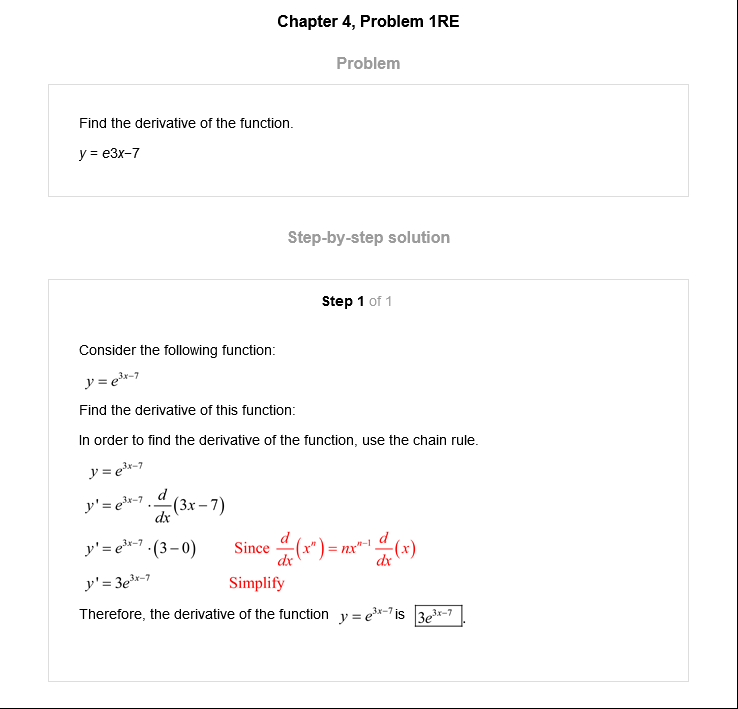 Chapter 4, Problem 1RE
Problem
Find the derivative of the function.
y = e3x−7
Step-by-step solution
Step 1 of 1
Consider the following function:
y = e^{3x−7}
Find the derivative of this function:
In order to find the derivative of the function, use the chain rule.
y = e^{3x−7}
y' = e^{3x−7} · \frac{d}{dx}(3x − 7)
y' = e^{3x−7} · (3 − 0) Since \frac{d}{dx}(x^n) = nx^{n−1} \frac{d}{dx}(x)
y' = 3e^{3x−7} Simplify
Therefore, the derivative of the function y = e^{3x−7} is 3e^{3x−7}.